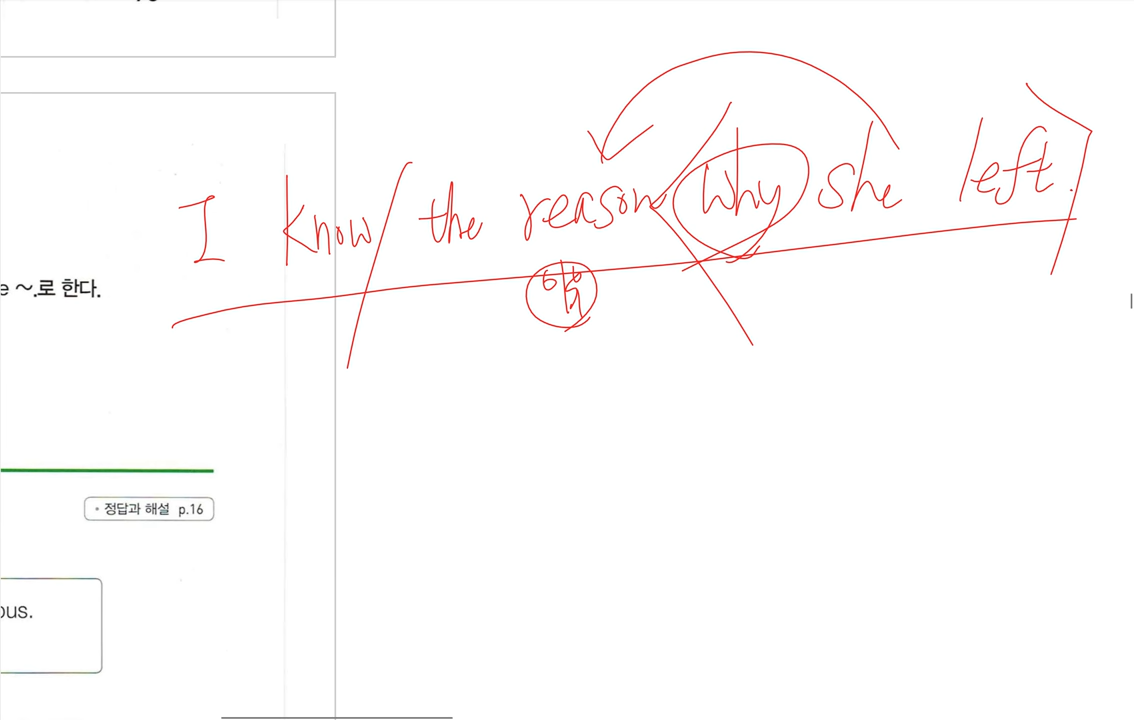 I know the reason why she left.
이유
e ~.로 한다.
• 정답과 해설 p.16
ous.